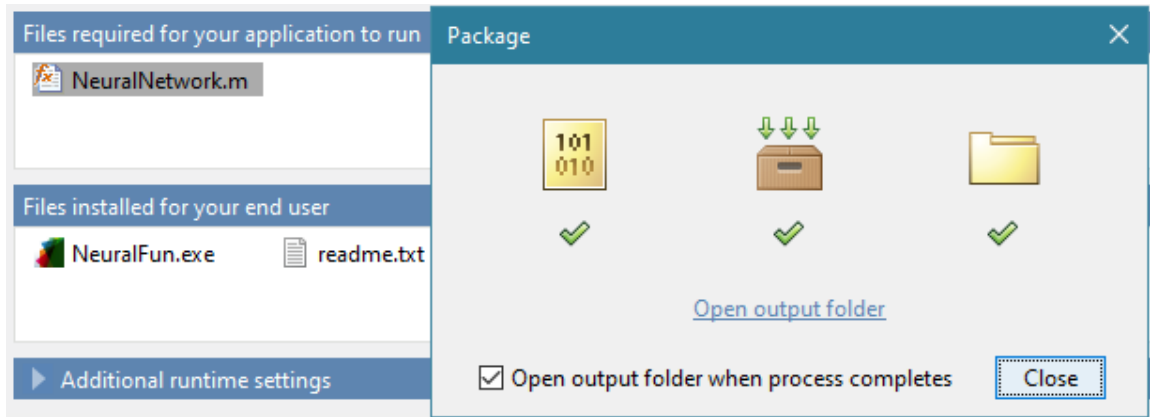 Files required for your application to run
NeuralNetwork.m
Files installed for your end user
NeuralFun.exe
readme.txt
Additional runtime settings
Package
101
010
Open output folder
Open output folder when process completes
Close